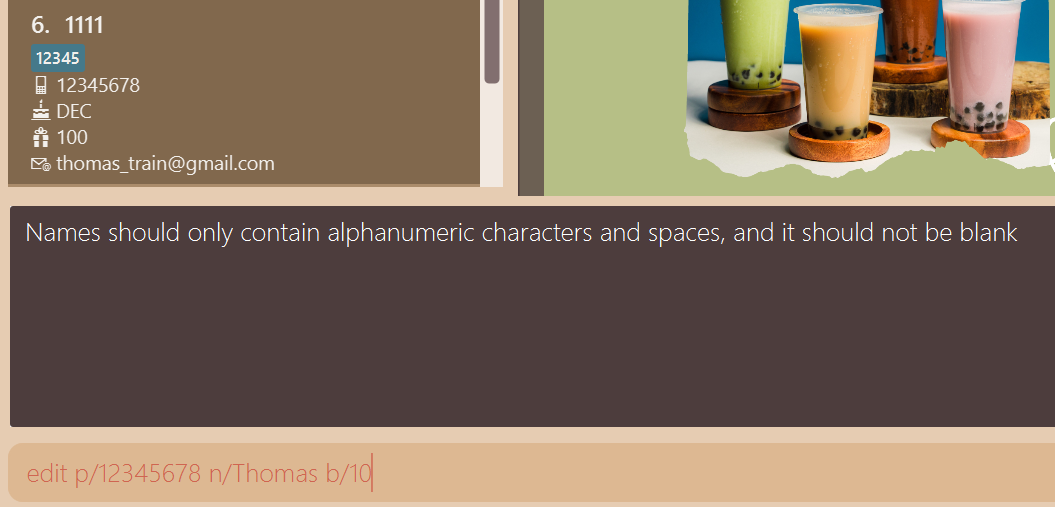 6. 1111
12345
12345678
DEC
100
thomas_train@gmail.com
Names should only contain alphanumeric characters and spaces, and it should not be blank
edit p/12345678 n/Thomas b/10